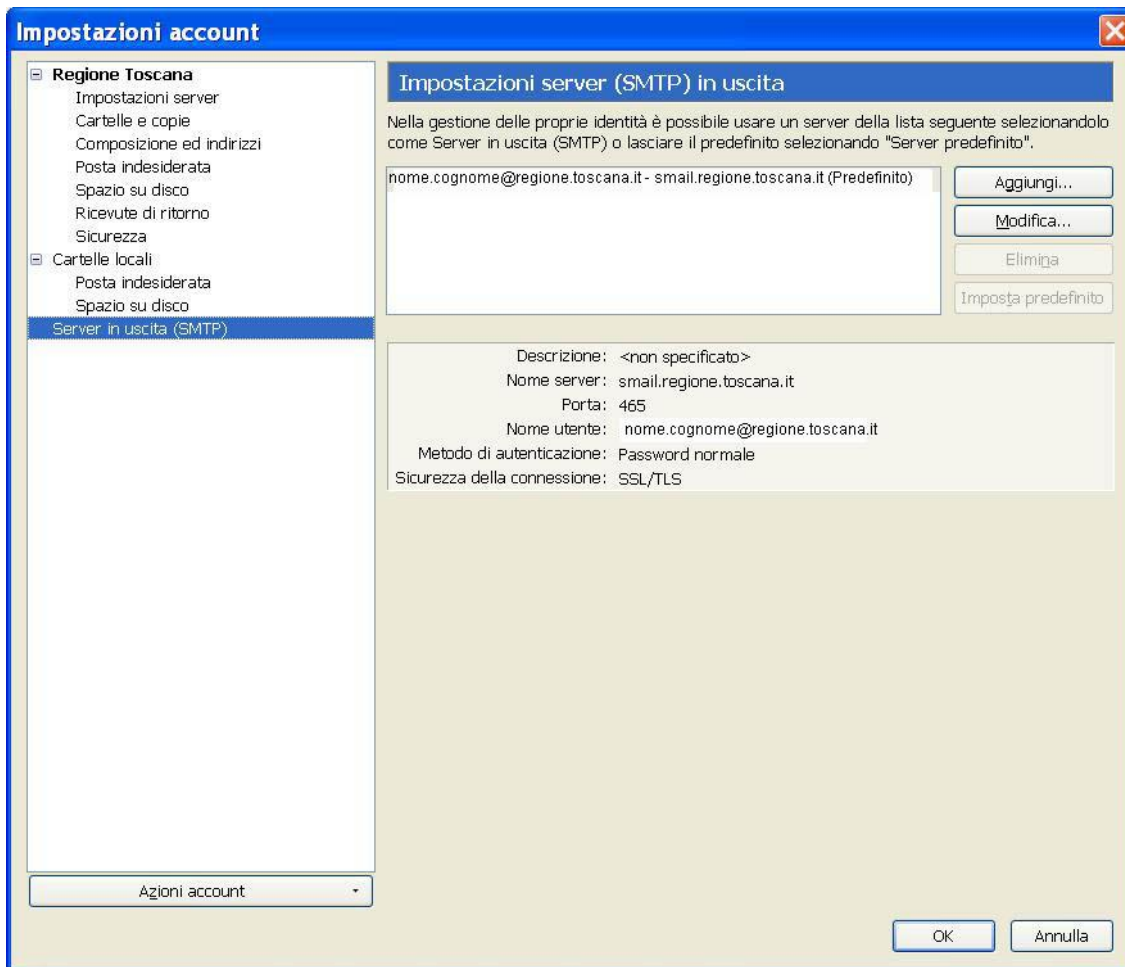 Impostazioni account
Regione Toscana
Impostazioni server
Cartelle e copie
Composizione ed indirizzi
Posta indesiderata
Spazio su disco
Ricevute di ritorno
Sicurezza
Cartelle locali
Posta indesiderata
Spazio su disco
Server in uscita (SMTP)
Azioni account
Impostazioni server (SMTP) in uscita
Nella gestione delle proprie identità è possibile usare un server della lista seguente selezionandolo
come Server in uscita (SMTP) o lasciare il predefinito selezionando "Server predefinito".
nome.cognome@regione.toscana.it - smail.regione.toscana.it (Predefinito)
Aggiungi...
Modifica...
Elimina
Imposta predefinito
Descrizione: <non specificato>
Nome server: smail.regione.toscana.it
Porta: 465
Nome utente: nome.cognome@regione.toscana.it
Metodo di autenticazione: Password normale
Sicurezza della connessione: SSL/TLS
OK
Annulla